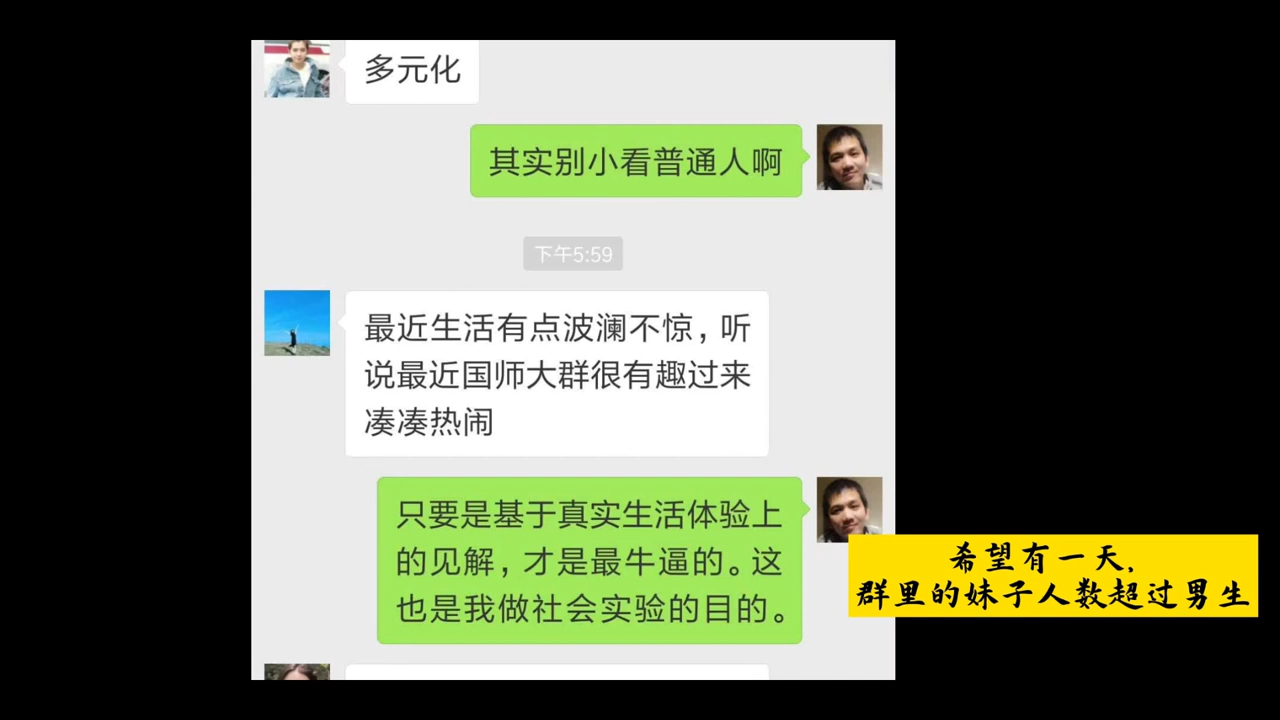 多元化
其实别小看普通人啊
下午5:59
最近生活有点波澜不惊，听
说最近国师大群很有趣过来
凑凑热闹
只要是基于真实生活体验上
的见解，才是最牛逼的。这
也是我做社会实验的目的。
希望有一天，
群里的妹子人数超过男生